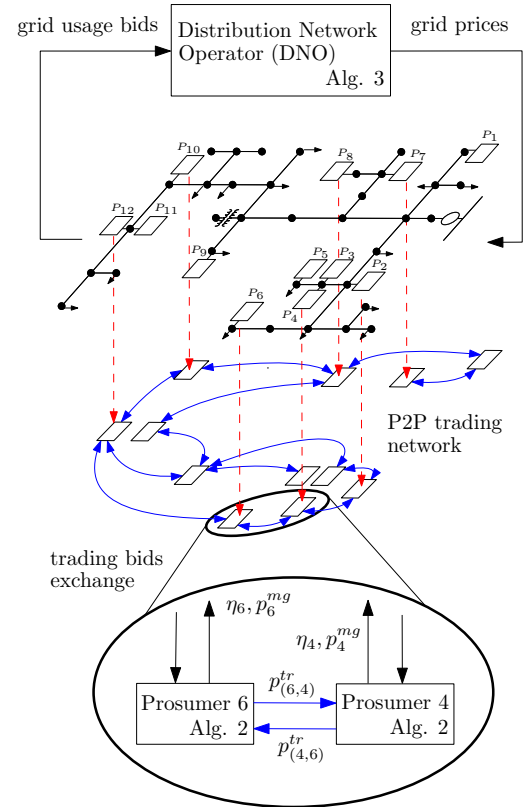 grid usage bids
Distribution Network
Operator (DNO)
Alg. 3
grid prices
P10
P8
P7
P1
P12
P11
P9
P5
P3
P2
P6
P4
P2P trading
network
trading bids
exchange
η6, p6^mg
η4, p4^mg
Prosumer 6
Alg. 2
p(6,4)^tr
p(4,6)^tr
Prosumer 4
Alg. 2